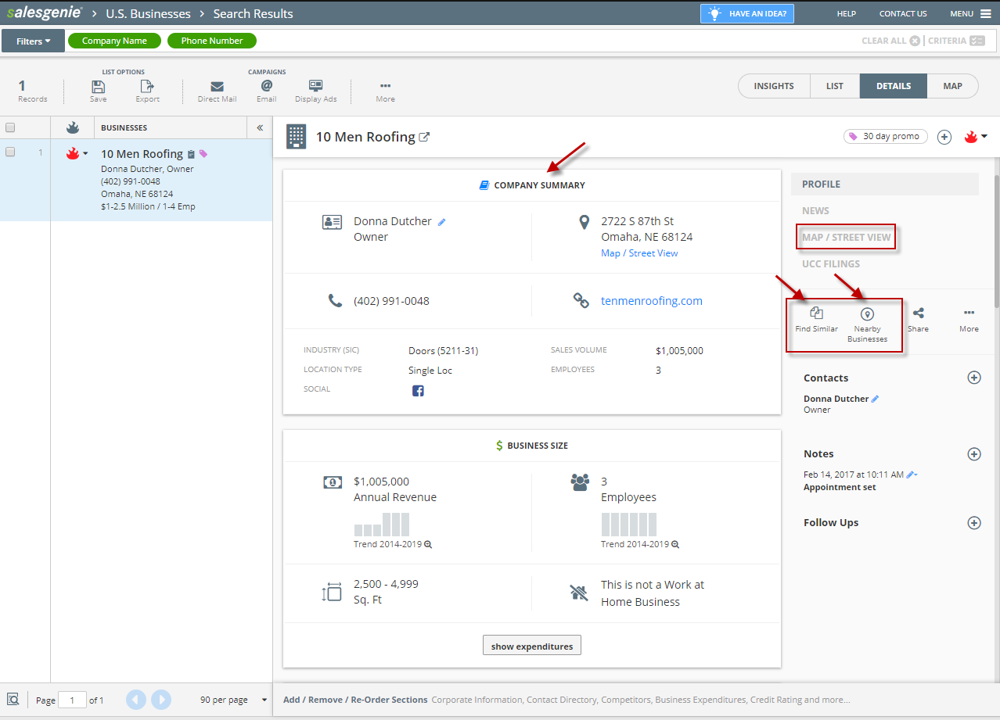 salesgenie > U.S. Businesses > Search Results
HAVE AN IDEA?
HELP
CONTACT US
MENU
Filters
Company Name
Phone Number
CLEAR ALL | CRITERIA
1
Records
LIST OPTIONS
Save
Export
CAMPAIGNS
Direct Mail
Email
Display Ads
More
INSIGHTS
LIST
DETAILS
MAP
BUSINESSES
«
1
10 Men Roofing
Donna Dutcher, Owner
(402) 991-0048
Omaha, NE 68124
$1-2.5 Million / 1-4 Emp
10 Men Roofing
30 day promo
COMPANY SUMMARY
Donna Dutcher
Owner
2722 S 87th St
Omaha, NE 68124
Map / Street View
(402) 991-0048
tenmenroofing.com
INDUSTRY (SIC)
Doors (5211-31)
SALES VOLUME
$1,005,000
LOCATION TYPE
Single Loc
EMPLOYEES
3
SOCIAL
BUSINESS SIZE
$1,005,000
Annual Revenue
Trend 2014-2019
3
Employees
Trend 2014-2019
2,500 - 4,999
Sq. Ft
This is not a Work at
Home Business
show expenditures
PROFILE
NEWS
MAP / STREET VIEW
UCC FILINGS
Find Similar
Nearby
Businesses
Share
More
Contacts
Donna Dutcher
Owner
Notes
Feb 14, 2017 at 10:11 AM
Appointment set
Follow Ups
Page 1 of 1
90 per page
Add / Remove / Re-Order Sections Corporate Information, Contact Directory, Competitors, Business Expenditures, Credit Rating and more...